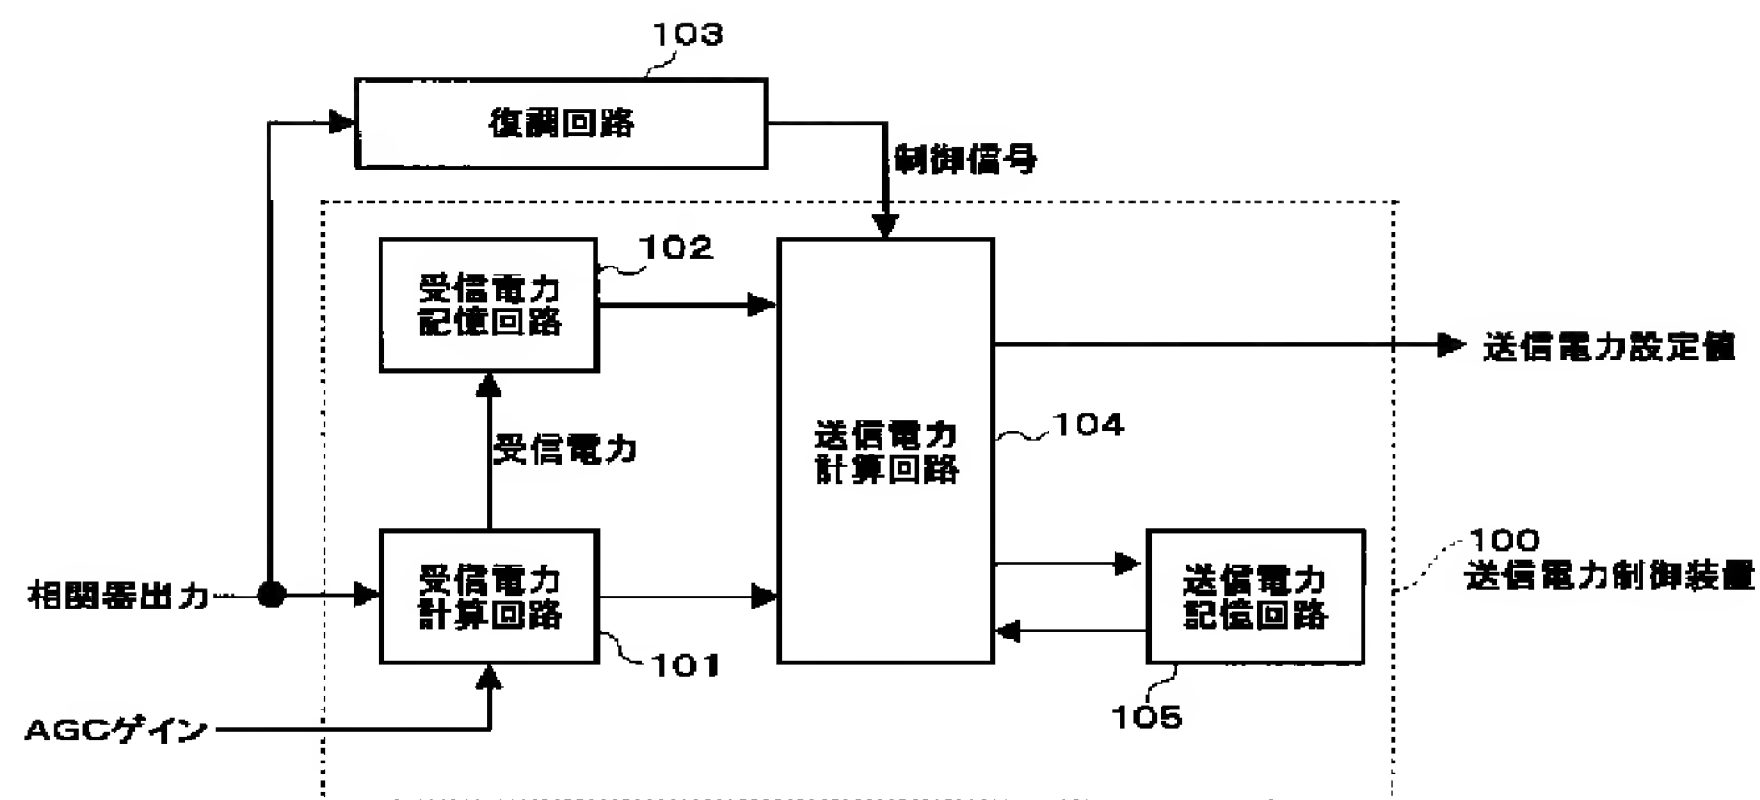 103
復調回路
制御信号
102
受信電力
記憶回路
送信電力設定値
104
受信電力
送信電力
計算回路
100
送信電力制御装置
相関器出力
受信電力
計算回路
送信電力
記憶回路
101
105
AGCゲイン